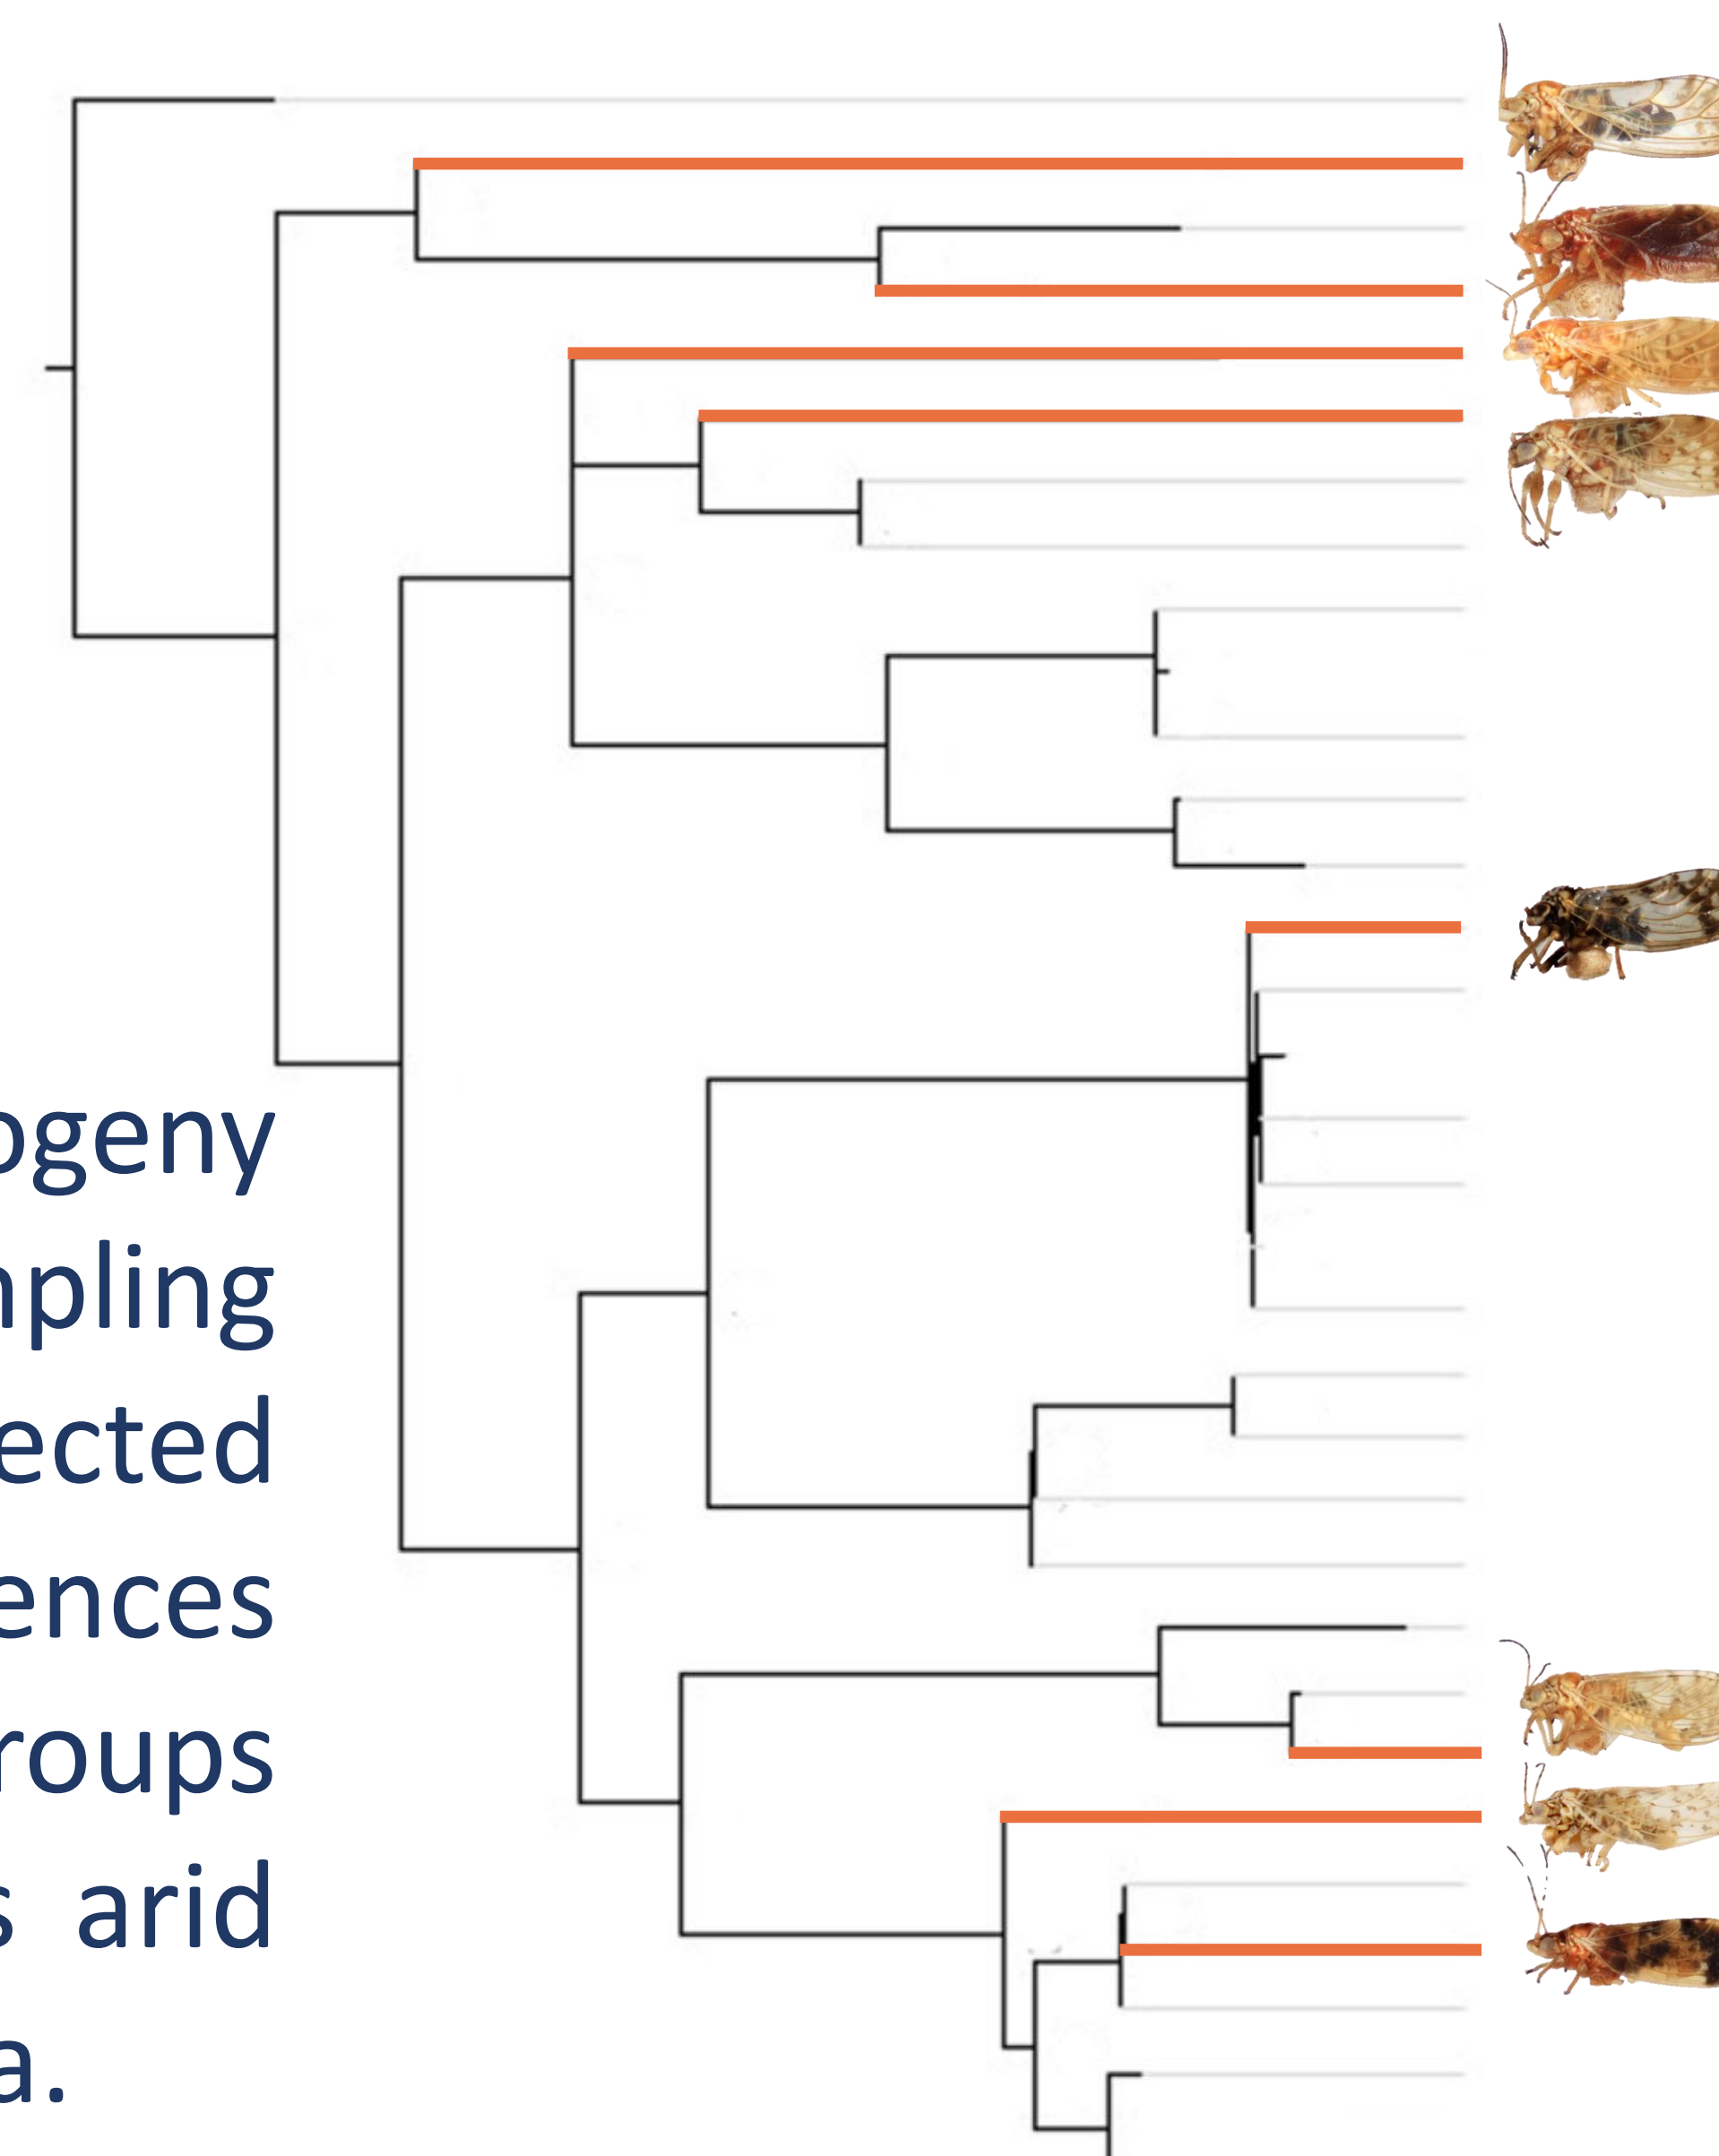 ogeny
npling
ected
ences
roups
s arid
a.